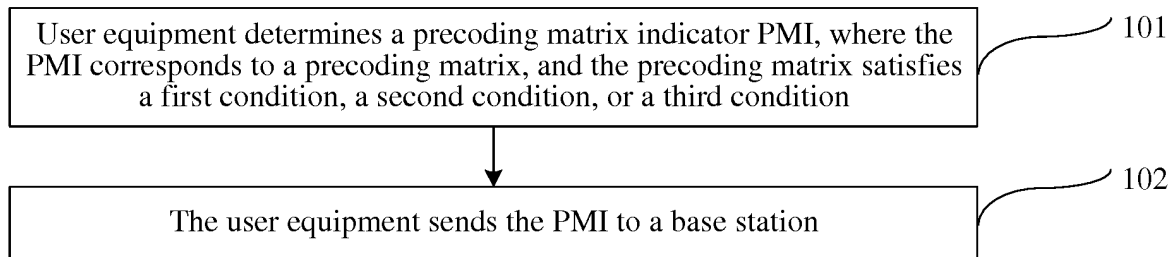 User equipment determines a precoding matrix indicator PMI, where the
PMI corresponds to a precoding matrix, and the precoding matrix satisfies
a first condition, a second condition, or a third condition
101
The user equipment sends the PMI to a base station
102